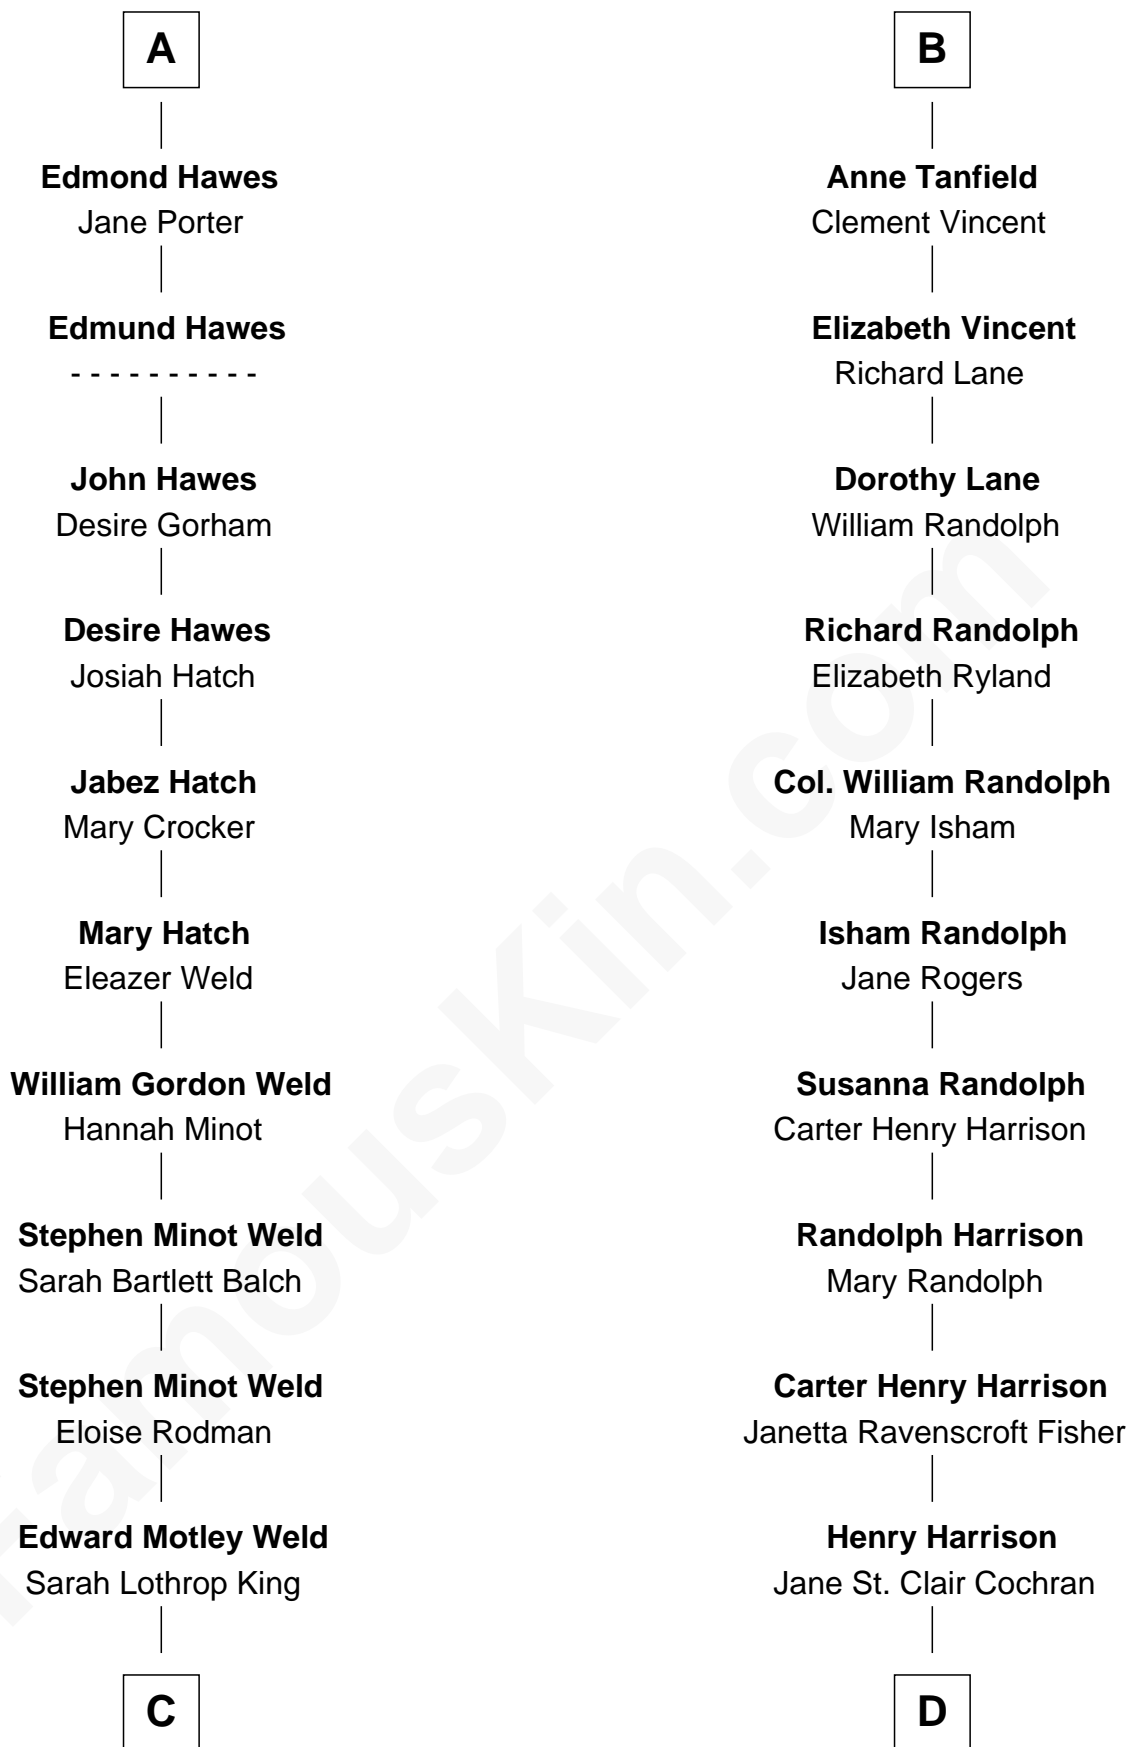 A
Edmond Hawes
Jane Porter
Edmund Hawes
- - - - - - - - - -
John Hawes
Desire Gorham
Desire Hawes
Josiah Hatch
Jabez Hatch
Mary Crocker
Mary Hatch
Eleazer Weld
William Gordon Weld
Hannah Minot
Stephen Minot Weld
Sarah Bartlett Balch
Stephen Minot Weld
Eloise Rodman
Edward Motley Weld
Sarah Lothrop King
C
B
Anne Tanfield
Clement Vincent
Elizabeth Vincent
Richard Lane
Dorothy Lane
William Randolph
Richard Randolph
Elizabeth Ryland
Col. William Randolph
Mary Isham
Isham Randolph
Jane Rogers
Susanna Randolph
Carter Henry Harrison
Randolph Harrison
Mary Randolph
Carter Henry Harrison
Janetta Ravenscroft Fisher
Henry Harrison
Jane St. Clair Cochran
D
FamousKin.com